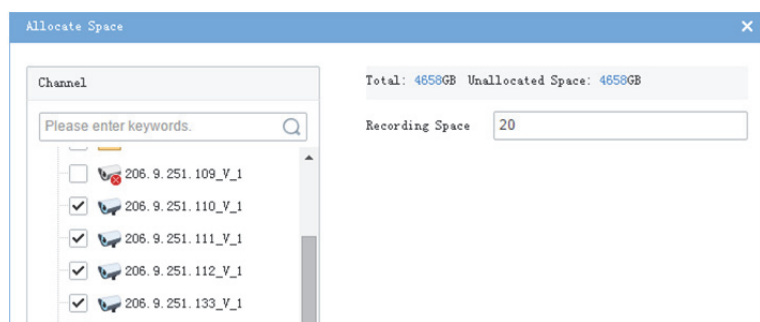 Allocate Space
Channel
Please enter keywords.
206.9.251.109_V_1
206.9.251.110_V_1
206.9.251.111_V_1
206.9.251.112_V_1
206.9.251.133_V_1
Total: 4658GB Unallocated Space: 4658GB
Recording Space 20